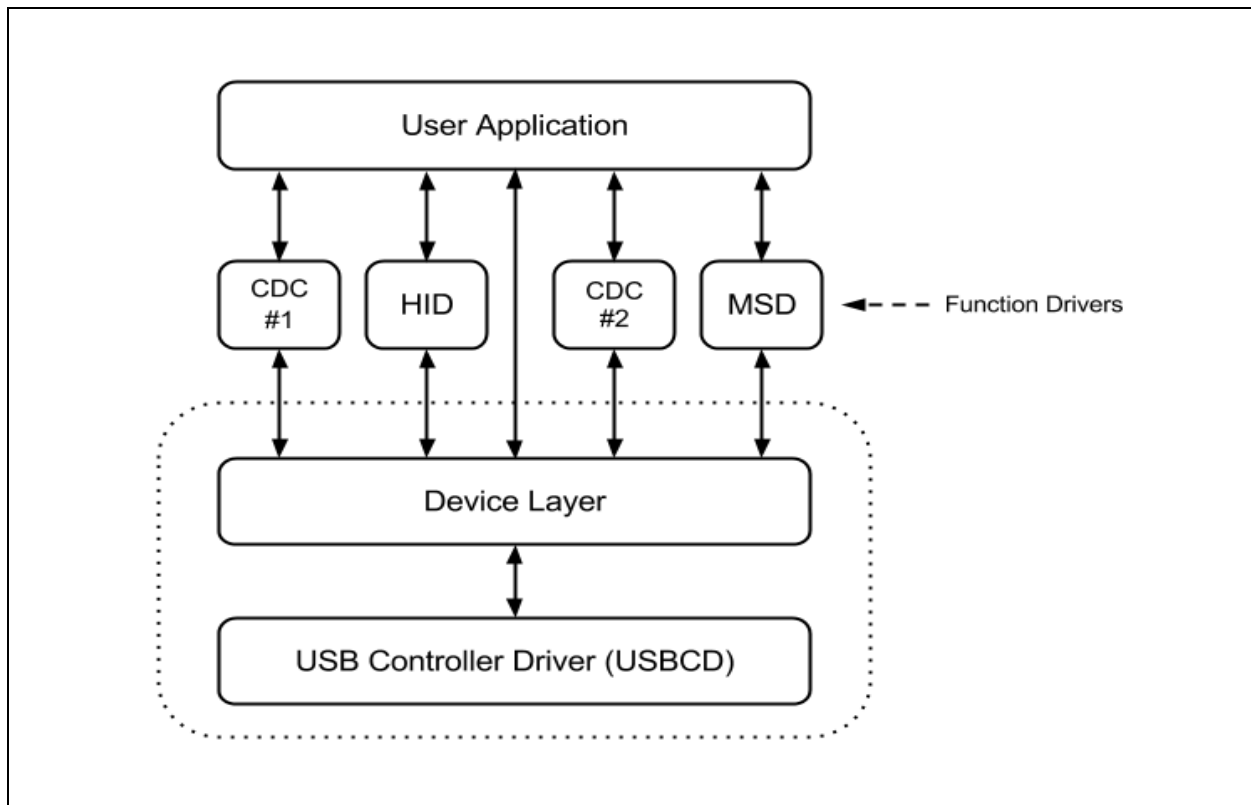 User Application
CDC
#1
HID
CDC
#2
MSD
Function Drivers
Device Layer
USB Controller Driver (USBCD)